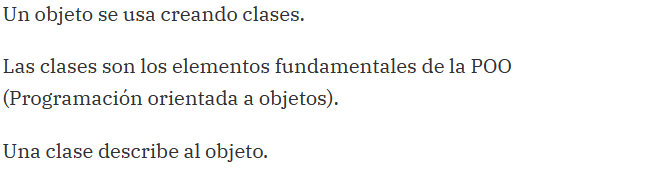 Un objeto se usa creando clases.
Las clases son los elementos fundamentales de la POO
(Programación orientada a objetos).
Una clase describe al objeto.